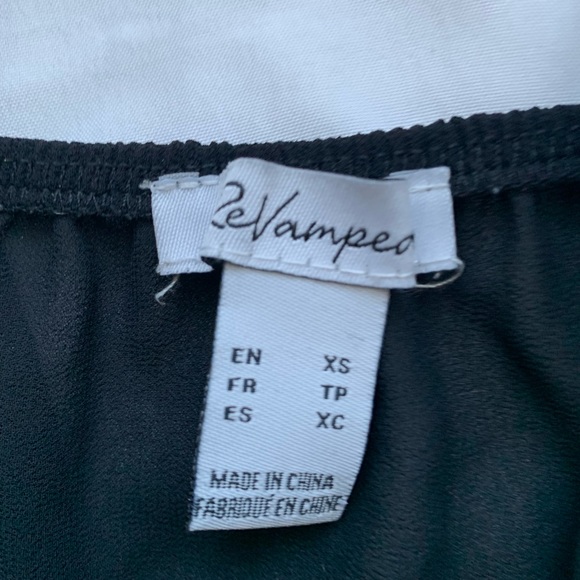 ReVamped
EN XS
FR TP
ES XC
MADE IN CHINA
FABRIQUÉ EN CHINE